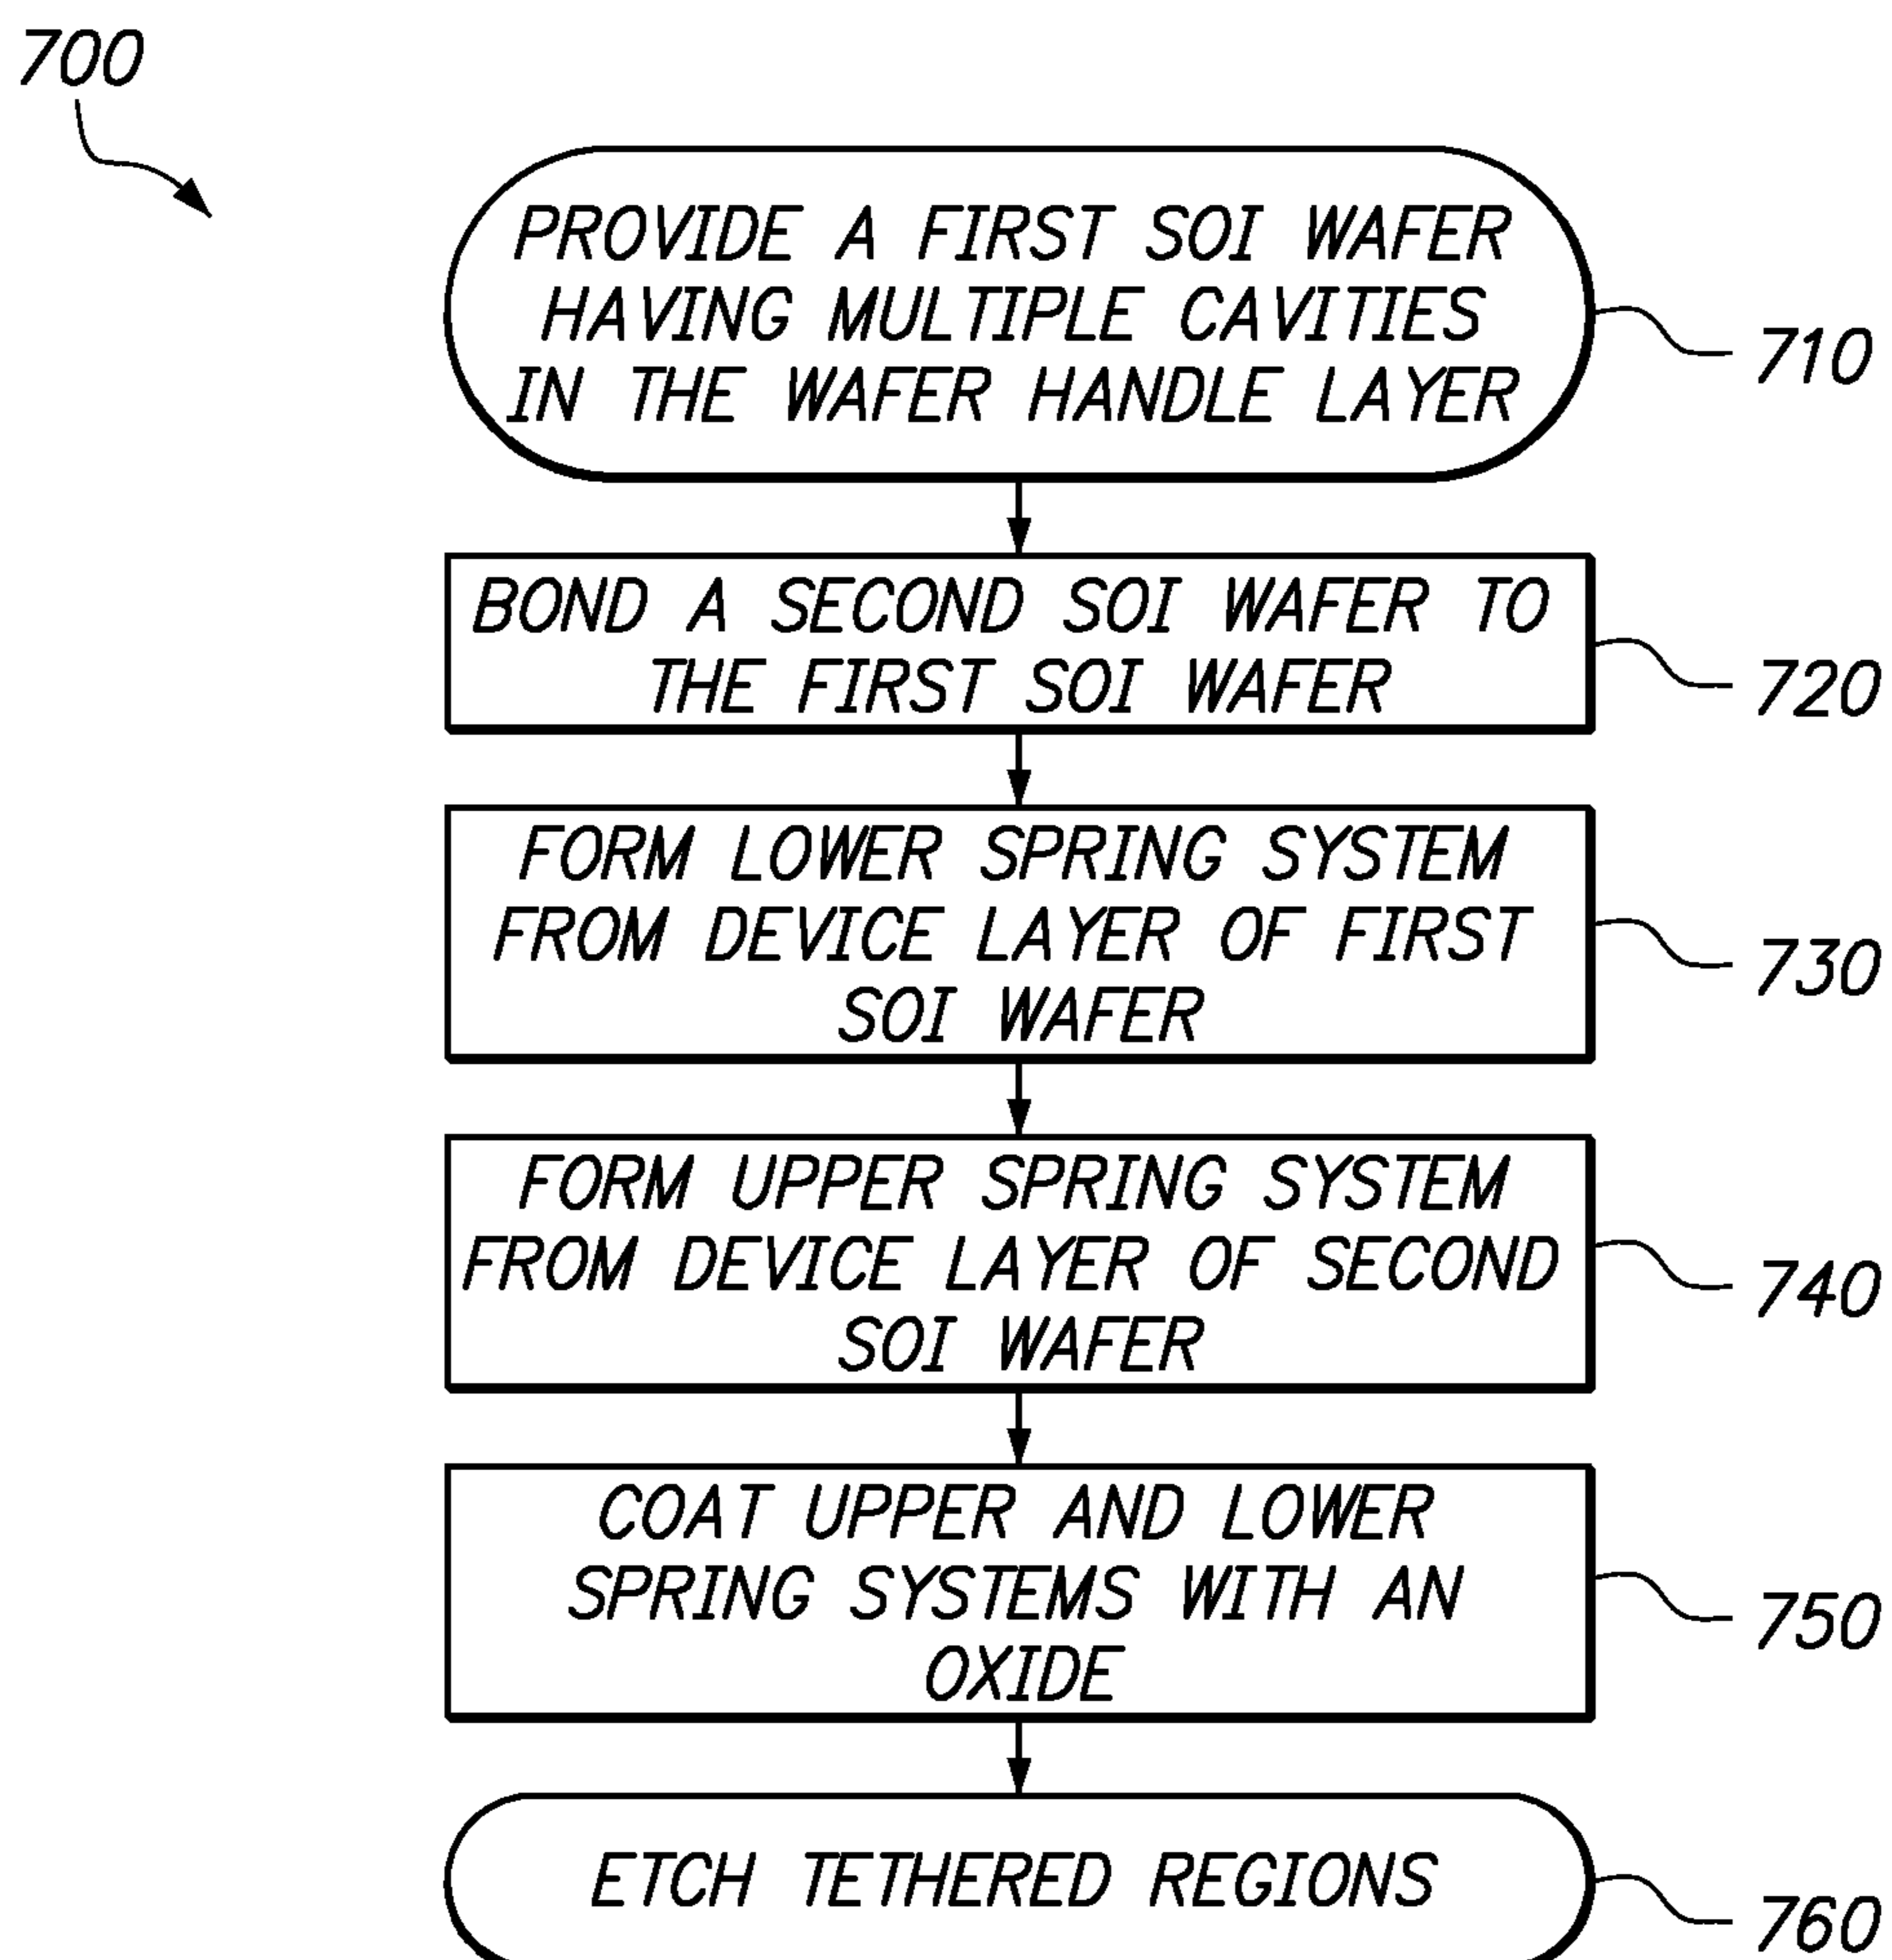 700
PROVIDE A FIRST SOI WAFER
HAVING MULTIPLE CAVITIES
IN THE WAFER HANDLE LAYER
710
BOND A SECOND SOI WAFER TO
THE FIRST SOI WAFER
720
FORM LOWER SPRING SYSTEM
FROM DEVICE LAYER OF FIRST
SOI WAFER
730
FORM UPPER SPRING SYSTEM
FROM DEVICE LAYER OF SECOND
SOI WAFER
740
COAT UPPER AND LOWER
SPRING SYSTEMS WITH AN
OXIDE
750
ETCH TETHERED REGIONS
760